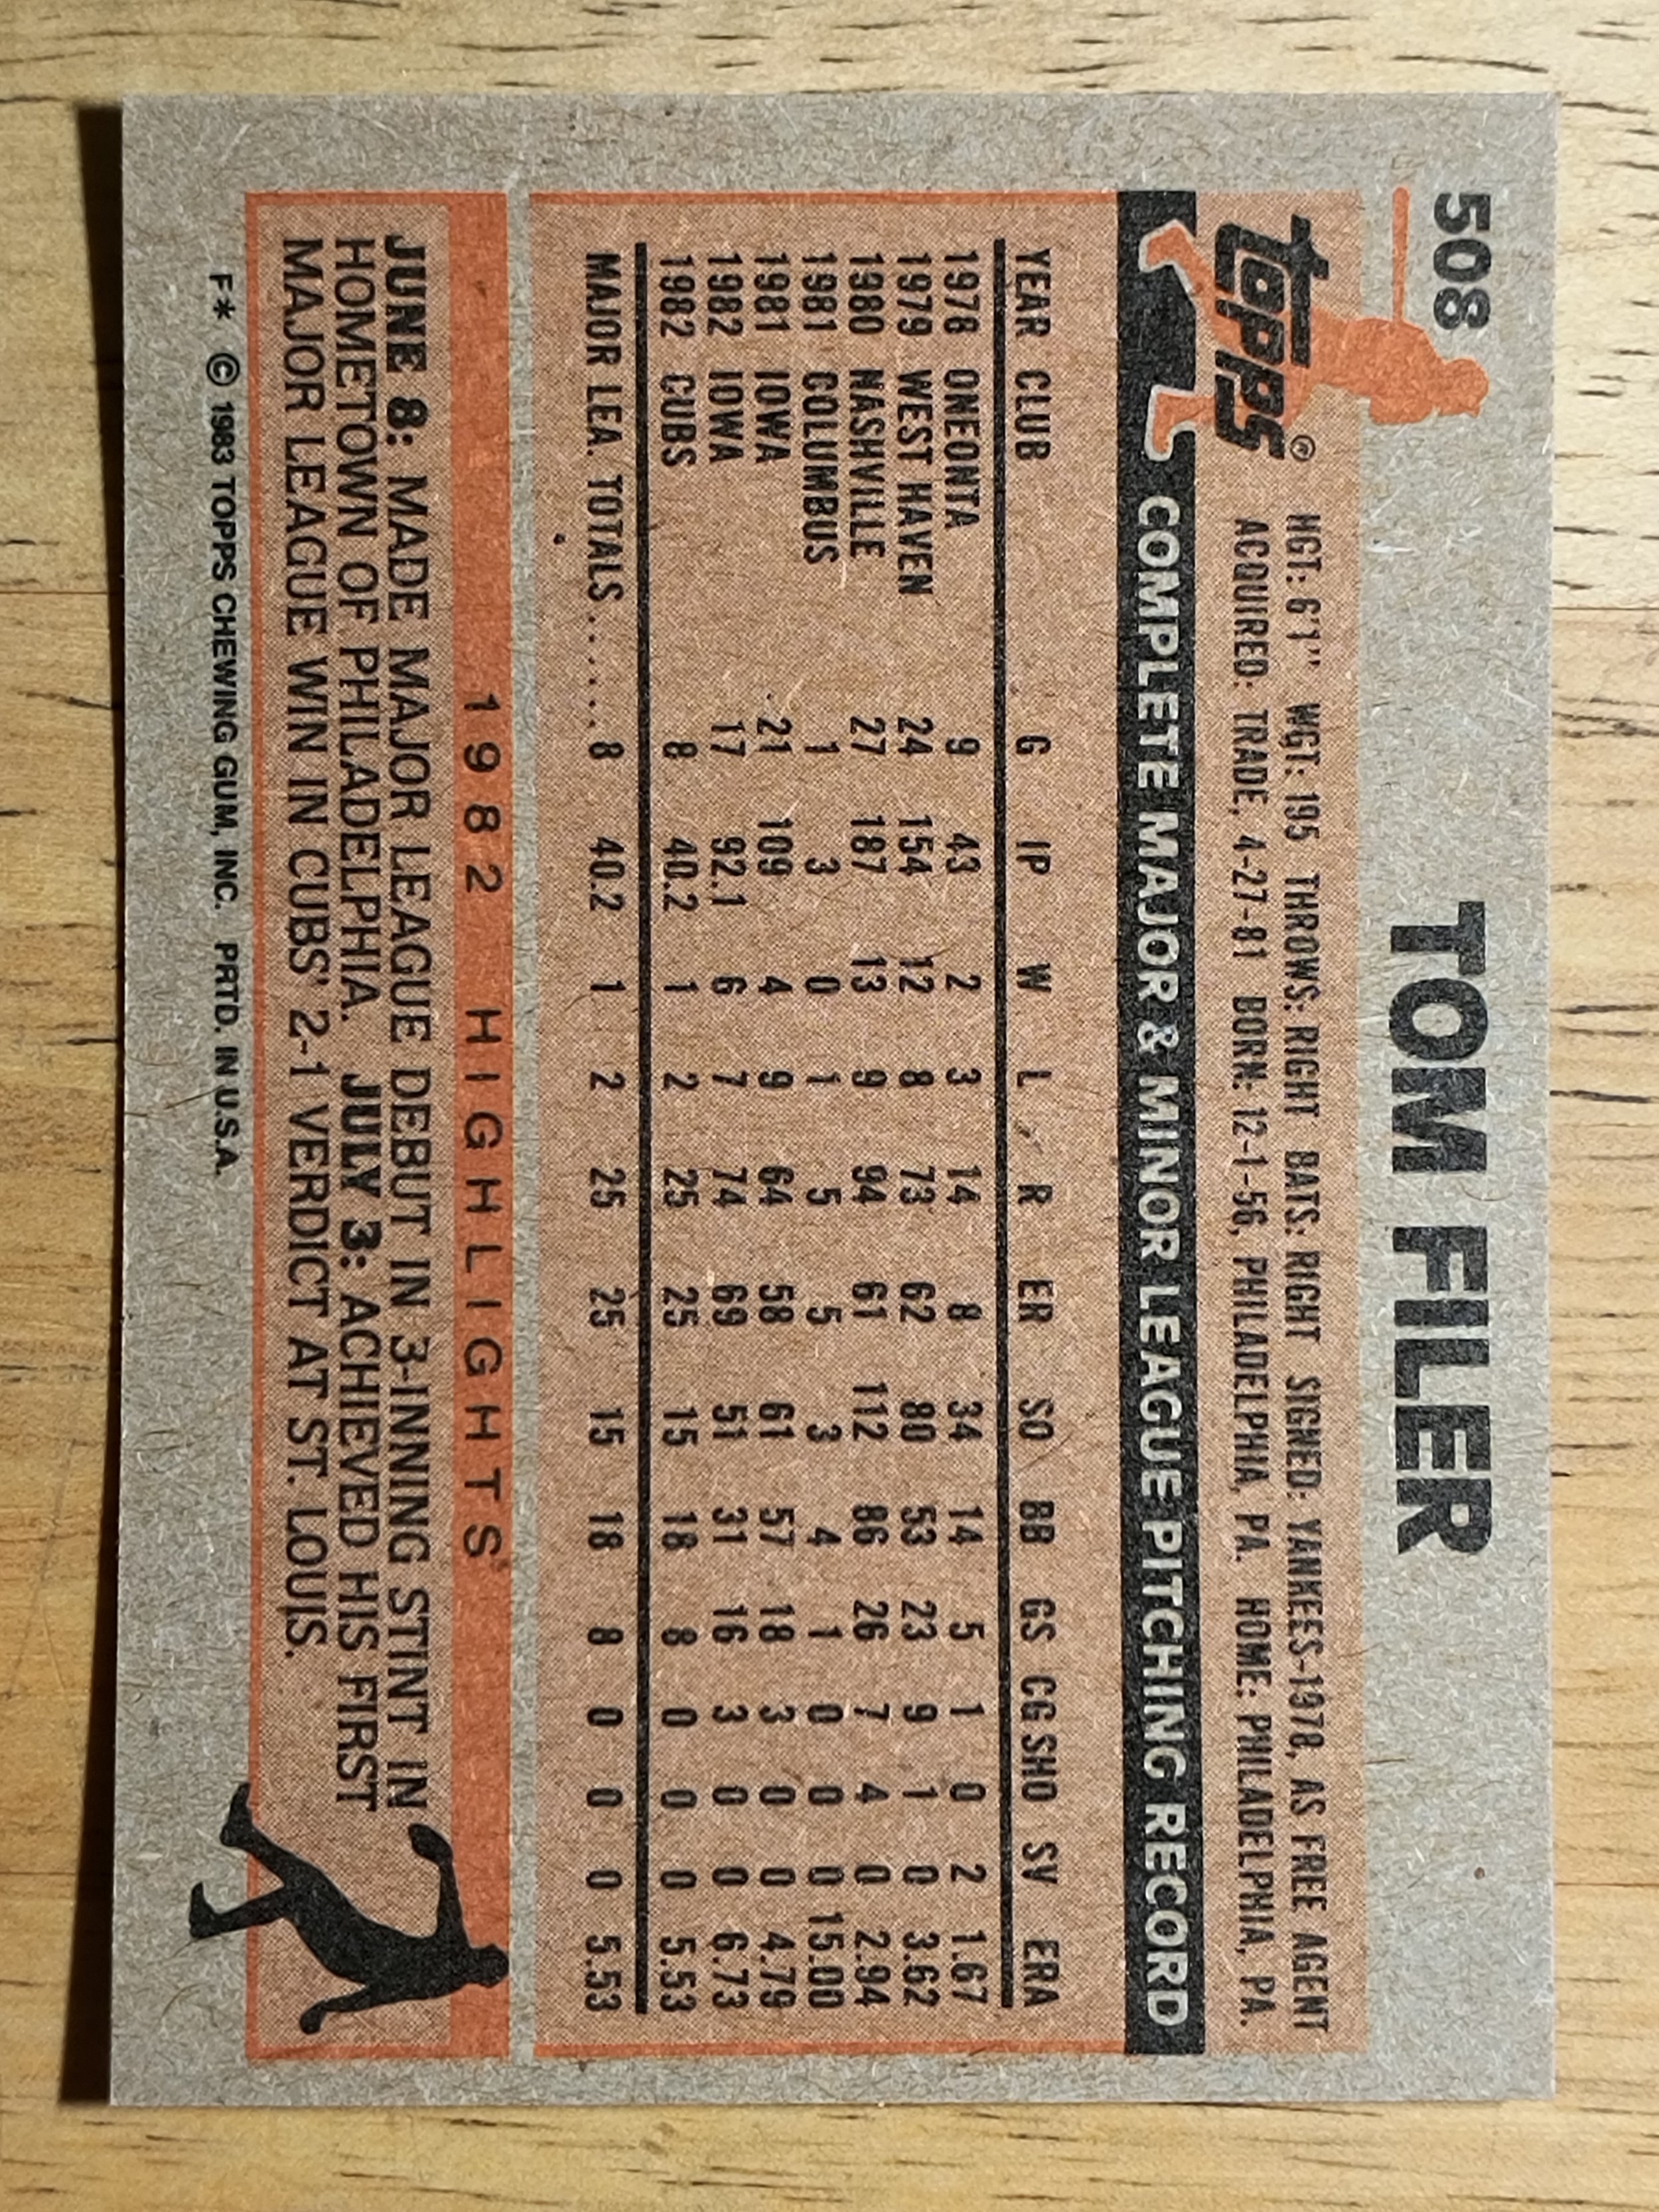 508
TOM FILER
topps®
HGT: 6'1" WGT: 195 THROWS: RIGHT BATS: RIGHT SIGNED: YANKEES-1978, AS FREE AGENT
ACQUIRED: TRADE, 4-27-81 BORN: 12-1-56, PHILADELPHIA, PA. HOME: PHILADELPHIA, PA.
COMPLETE MAJOR & MINOR LEAGUE PITCHING RECORD
YEAR CLUB G IP W L R ER SO BB GS CG SHO SV ERA
1978 ONEONTA 9 43 2 3 14 8 34 14 5 1 0 2 1.67
1979 WEST HAVEN 24 154 12 8 73 62 80 53 23 9 1 0 3.62
1980 NASHVILLE 27 187 13 9 94 61 112 86 26 7 4 0 2.94
1981 COLUMBUS 1 3 0 1 5 5 3 4 1 0 0 0 15.00
1981 IOWA 21 109 4 9 64 58 61 57 18 3 0 0 4.79
1982 IOWA 17 92.1 6 7 74 69 51 31 16 3 0 0 6.73
1982 CUBS 8 40.2 1 2 25 25 15 18 8 0 0 0 5.53
MAJOR LEA. TOTALS...... 8 40.2 1 2 25 25 15 18 8 0 0 0 5.53
1982 HIGHLIGHTS
JUNE 8: MADE MAJOR LEAGUE DEBUT IN 3-INNING STINT IN
HOMETOWN OF PHILADELPHIA. JULY 3: ACHIEVED HIS FIRST
MAJOR LEAGUE WIN IN CUBS' 2-1 VERDICT AT ST. LOUIS.
F* © 1983 TOPPS CHEWING GUM, INC. PRTD. IN U.S.A.